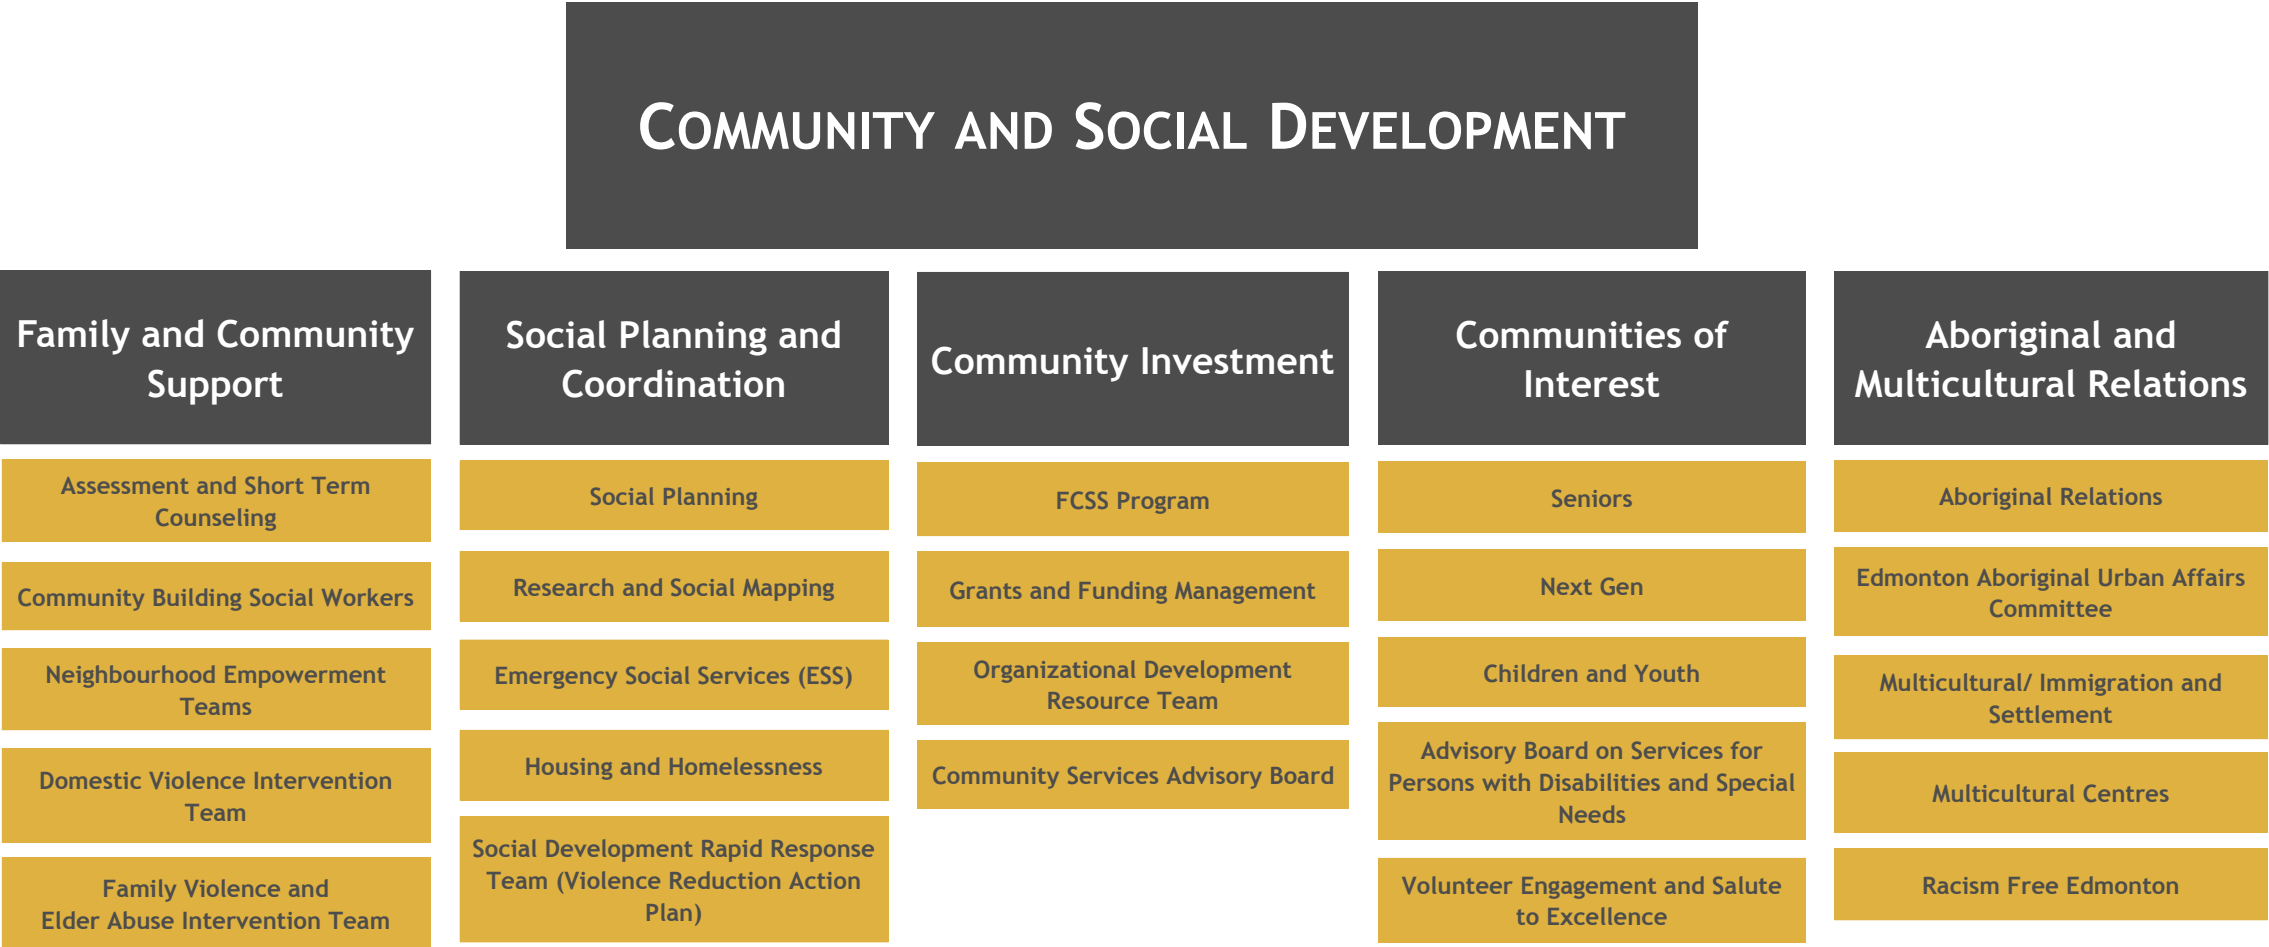 COMMUNITY AND SOCIAL DEVELOPMENT
Family and Community
Support
Assessment and Short Term
Counseling
Community Building Social Workers
Neighbourhood Empowerment
Teams
Domestic Violence Intervention
Team
Family Violence and
Elder Abuse Intervention Team
Social Planning and
Coordination
Social Planning
Research and Social Mapping
Emergency Social Services (ESS)
Housing and Homelessness
Social Development Rapid Response
Team (Violence Reduction Action
Plan)
Community Investment
FCSS Program
Grants and Funding Management
Organizational Development
Resource Team
Community Services Advisory Board
Communities of
Interest
Seniors
Next Gen
Children and Youth
Advisory Board on Services for
Persons with Disabilities and Special
Needs
Volunteer Engagement and Salute
to Excellence
Aboriginal and
Multicultural Relations
Aboriginal Relations
Edmonton Aboriginal Urban Affairs
Committee
Multicultural/ Immigration and
Settlement
Multicultural Centres
Racism Free Edmonton